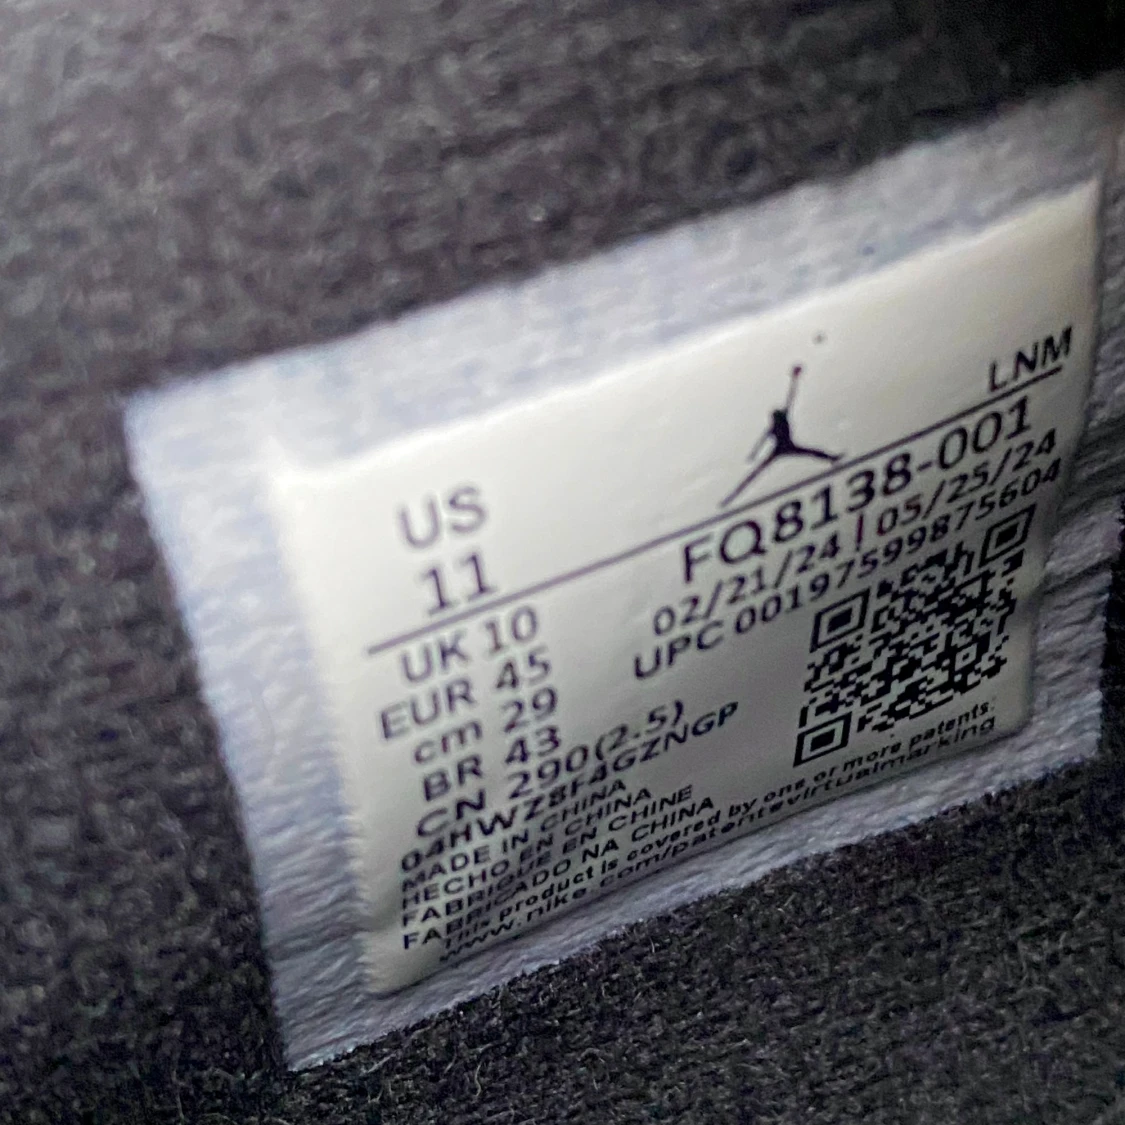 LNM
US
11
FQ8138-001
02/21/24 | 05/25/24
UPC 00197599875604
UK 10
EUR 45
cm 29
BR 43
CN 290(2.5)
04HWZ8F4GZNGP
MADE IN CHINA
HECHO EN CHINA
FABRIQUE EN CHINE
FABRICADO NA CHINA
This product is covered by one or more patents:
www.nike.com/patentsvirtualmarking